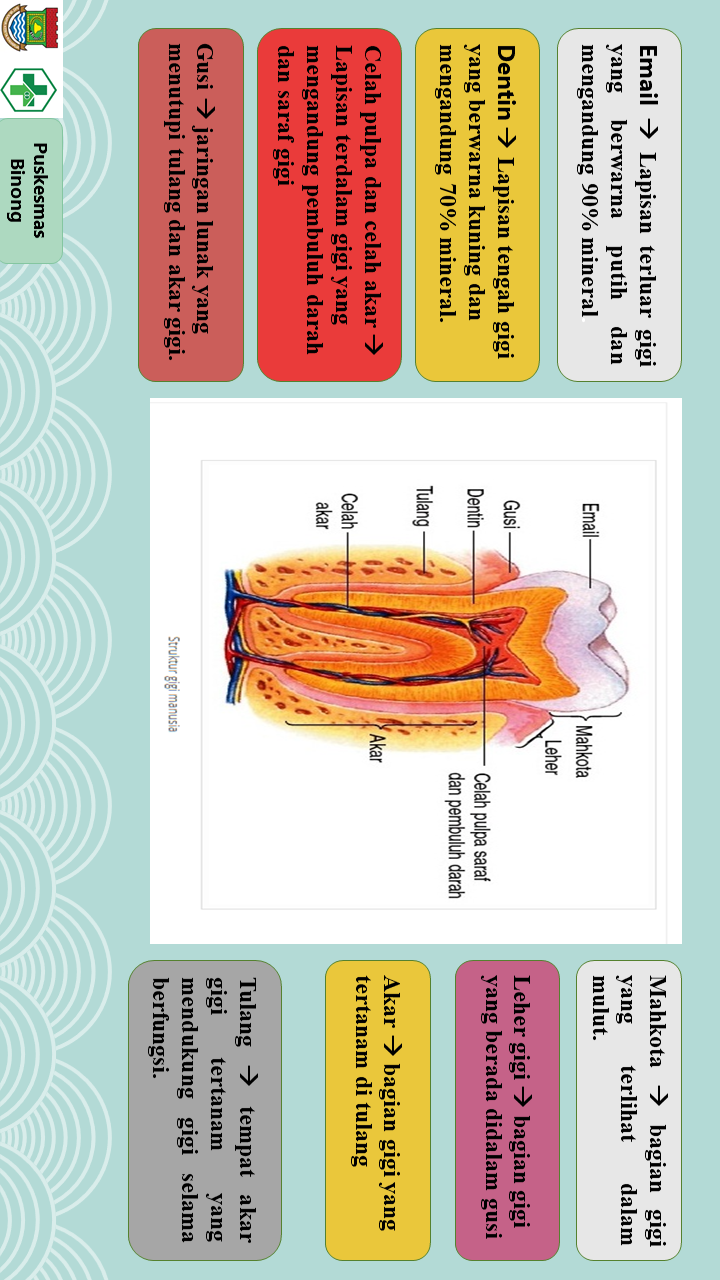 Email → Lapisan terluar gigi
yang berwarna putih dan
mengandung 90% mineral
Dentin → Lapisan tengah gigi
yang berwarna kuning dan
mengandung 70% mineral.
Celah pulpa dan celah akar →
Lapisan terdalam gigi yang
mengandung pembuluh darah
dan saraf gigi
Gusi → jaringan lunak yang
menutupi tulang dan akar gigi.
Email
Gusi
Dentin
Tulang
Celah
akar
Mahkota
Leher
Celah pulpa saraf
dan pembuluh darah
Akar
Struktur gigi manusia
Mahkota → bagian gigi
yang terlihat dalam
mulut.
Leher gigi → bagian gigi
yang berada didalam gusi
Akar → bagian gigi yang
tertanam di tulang
Tulang → tempat akar
gigi tertanam yang
mendukung gigi selama
berfungsi.
Puskesmas
Binong